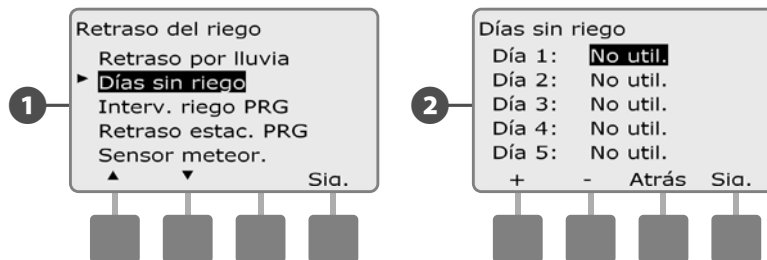 Retraso del riego
Retraso por lluvia
Días sin riego
Interv. riego PRG
Retraso estac. PRG
Sensor meteor.
Sig.
1
Días sin riego
Día 1: No util.
Día 2: No util.
Día 3: No util.
Día 4: No util.
Día 5: No util.
+ - Atrás Sig.
2